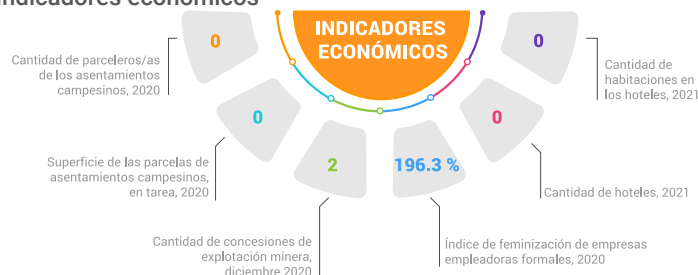 Indicadores económicos
INDICADORES
ECONÓMICOS
0
Cantidad de parceleros/as
de los asentamientos
campesinos, 2020
0
Superficie de las parcelas de
asentamientos campesinos,
en tarea, 2020
2
Cantidad de concesiones de
explotación minera,
diciembre 2020
196.3 %
Índice de feminización de empresas
empleadoras formales, 2020
0
Cantidad de hoteles, 2021
0
Cantidad de
habitaciones en
los hoteles, 2021